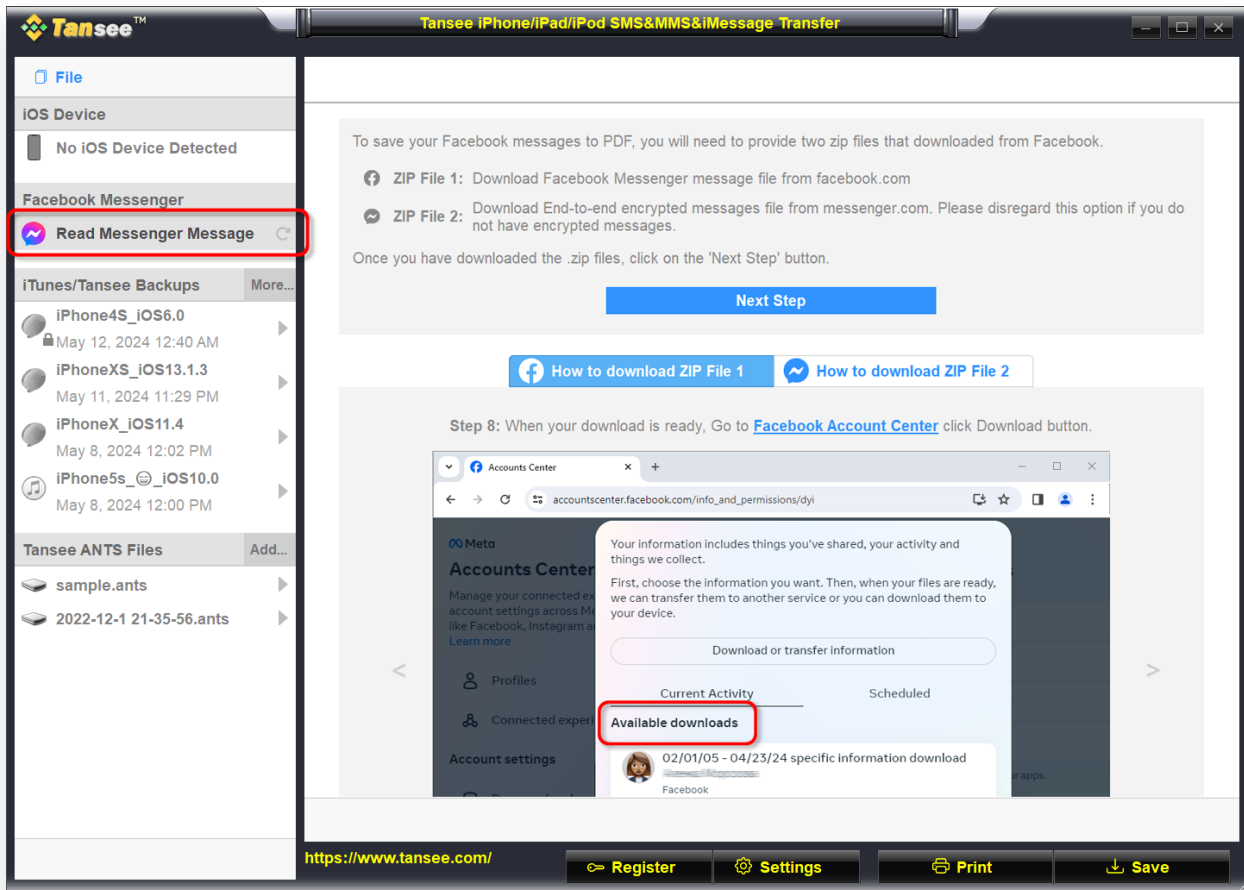 Tansee™
Tansee iPhone/iPad/iPod SMS&MMS&iMessage Transfer
File
iOS Device
No iOS Device Detected
Facebook Messenger
Read Messenger Message
iTunes/Tansee Backups More...
iPhone4S_iOS6.0
May 12, 2024 12:40 AM
iPhoneXS_iOS13.1.3
May 11, 2024 11:29 PM
iPhoneX_iOS11.4
May 8, 2024 12:02 PM
iPhone5s_😄_iOS10.0
May 8, 2024 12:00 PM
Tansee ANTS Files Add...
sample.ants
2022-12-1 21-35-56.ants
To save your Facebook messages to PDF, you will need to provide two zip files that downloaded from Facebook.
ZIP File 1: Download Facebook Messenger message file from facebook.com
ZIP File 2: Download End-to-end encrypted messages file from messenger.com. Please disregard this option if you do
not have encrypted messages.
Once you have downloaded the .zip files, click on the 'Next Step' button.
Next Step
How to download ZIP File 1
How to download ZIP File 2
Step 8: When your download is ready, Go to Facebook Account Center click Download button.
Accounts Center
accountscenter.facebook.com/info_and_permissions/dyi
Meta
Accounts Center
Manage your connected
account settings across
like Facebook, Instagram
Learn more
Profiles
Connected
Account settings
Your information includes things you've shared, your activity and
things we collect.
First, choose the information you want. Then, when your files are ready,
we can transfer them to another service or you can download them to
your device.
Download or transfer information
Current Activity Scheduled
Available downloads
02/01/05 - 04/23/24 specific information download
Facebook
apps.
< >
https://www.tansee.com/
Register
Settings
Print
Save